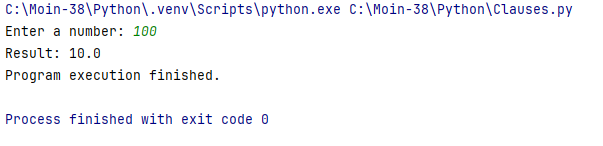 C:\Moin-38\Python\.venv\Scripts\python.exe C:\Moin-38\Python\Clauses.py
Enter a number: 100
Result: 10.0
Program execution finished.
Process finished with exit code 0